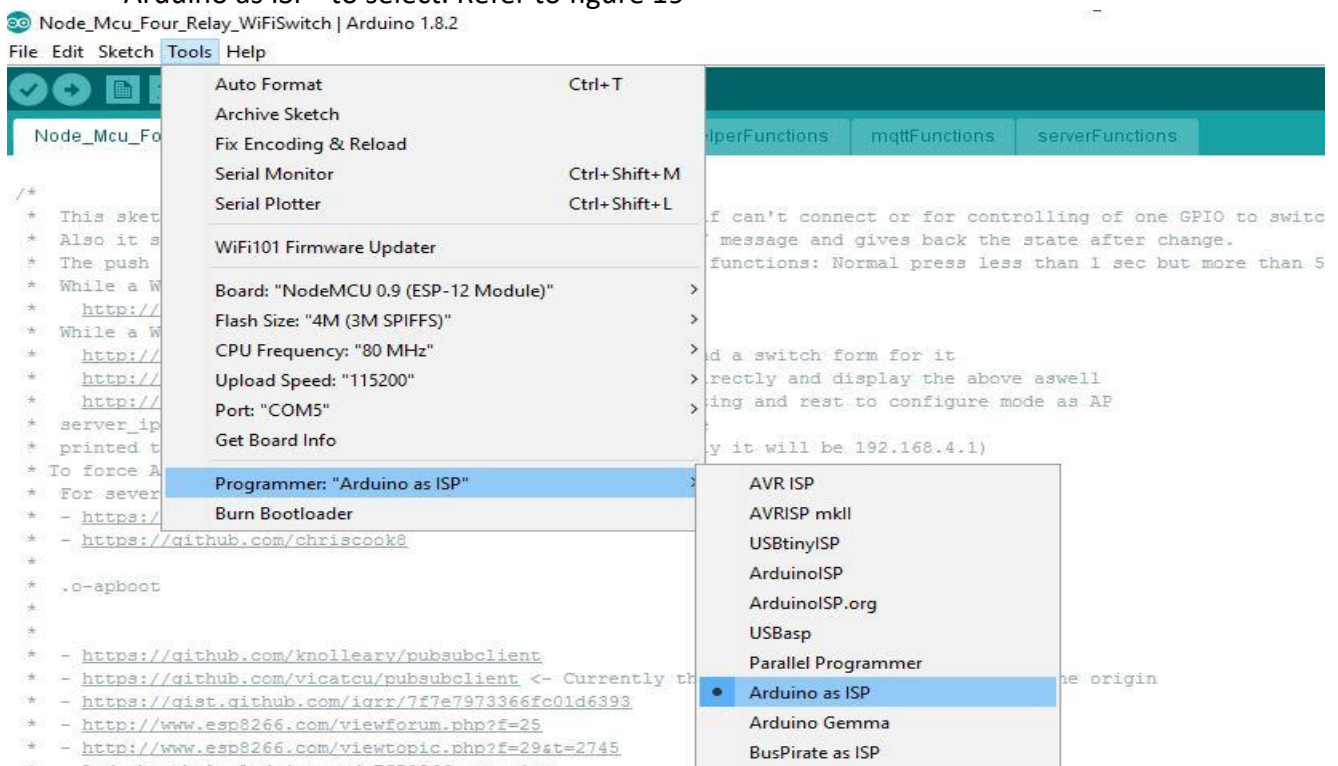 Arduino as ISP" to select. Refer to figure 19
Node_Mcu_Four_Relay_WiFiSwitch | Arduino 1.8.2
File Edit Sketch Tools Help
Node_Mcu_Fo
lperFunctions
mqttFunctions
serverFunctions
Auto Format Ctrl+T
Archive Sketch
Fix Encoding & Reload
Serial Monitor Ctrl+Shift+M
Serial Plotter Ctrl+Shift+L
WiFi101 Firmware Updater
Board: "NodeMCU 0.9 (ESP-12 Module)"
Flash Size: "4M (3M SPIFFS)"
CPU Frequency: "80 MHz"
Upload Speed: "115200"
Port: "COM5"
Get Board Info
Programmer: "Arduino as ISP"
Burn Bootloader
AVR ISP
AVRISP mkII
USBtinyISP
ArduinoISP
ArduinoISP.org
USBasp
Parallel Programmer
Arduino as ISP
Arduino Gemma
BusPirate as ISP
/*
* This sket f can't connect or for controlling of one GPIO to switc
* Also it s message and gives back the state after change.
* The push functions: Normal press less than 1 sec but more than 5
* While a W
* http://
* While a W
* http:// d a switch form for it
* http:// rectly and display the above aswell
* http:// ing and rest to configure mode as AP
* server_ip
* printed t y it will be 192.168.4.1)
* To force A
* For sever
* - https:/
* - https://github.com/chriscook8
*
* .o-apboot
*
*
* - https://github.com/knolleary/pubsubclient
* - https://github.com/vicatcu/pubsubclient <- Currently th he origin
* - https://gist.github.com/igrr/7f7e7973366fc01d6393
* - http://www.esp8266.com/viewforum.php?f=25
* - http://www.esp8266.com/viewtopic.php?f=29&t=2745